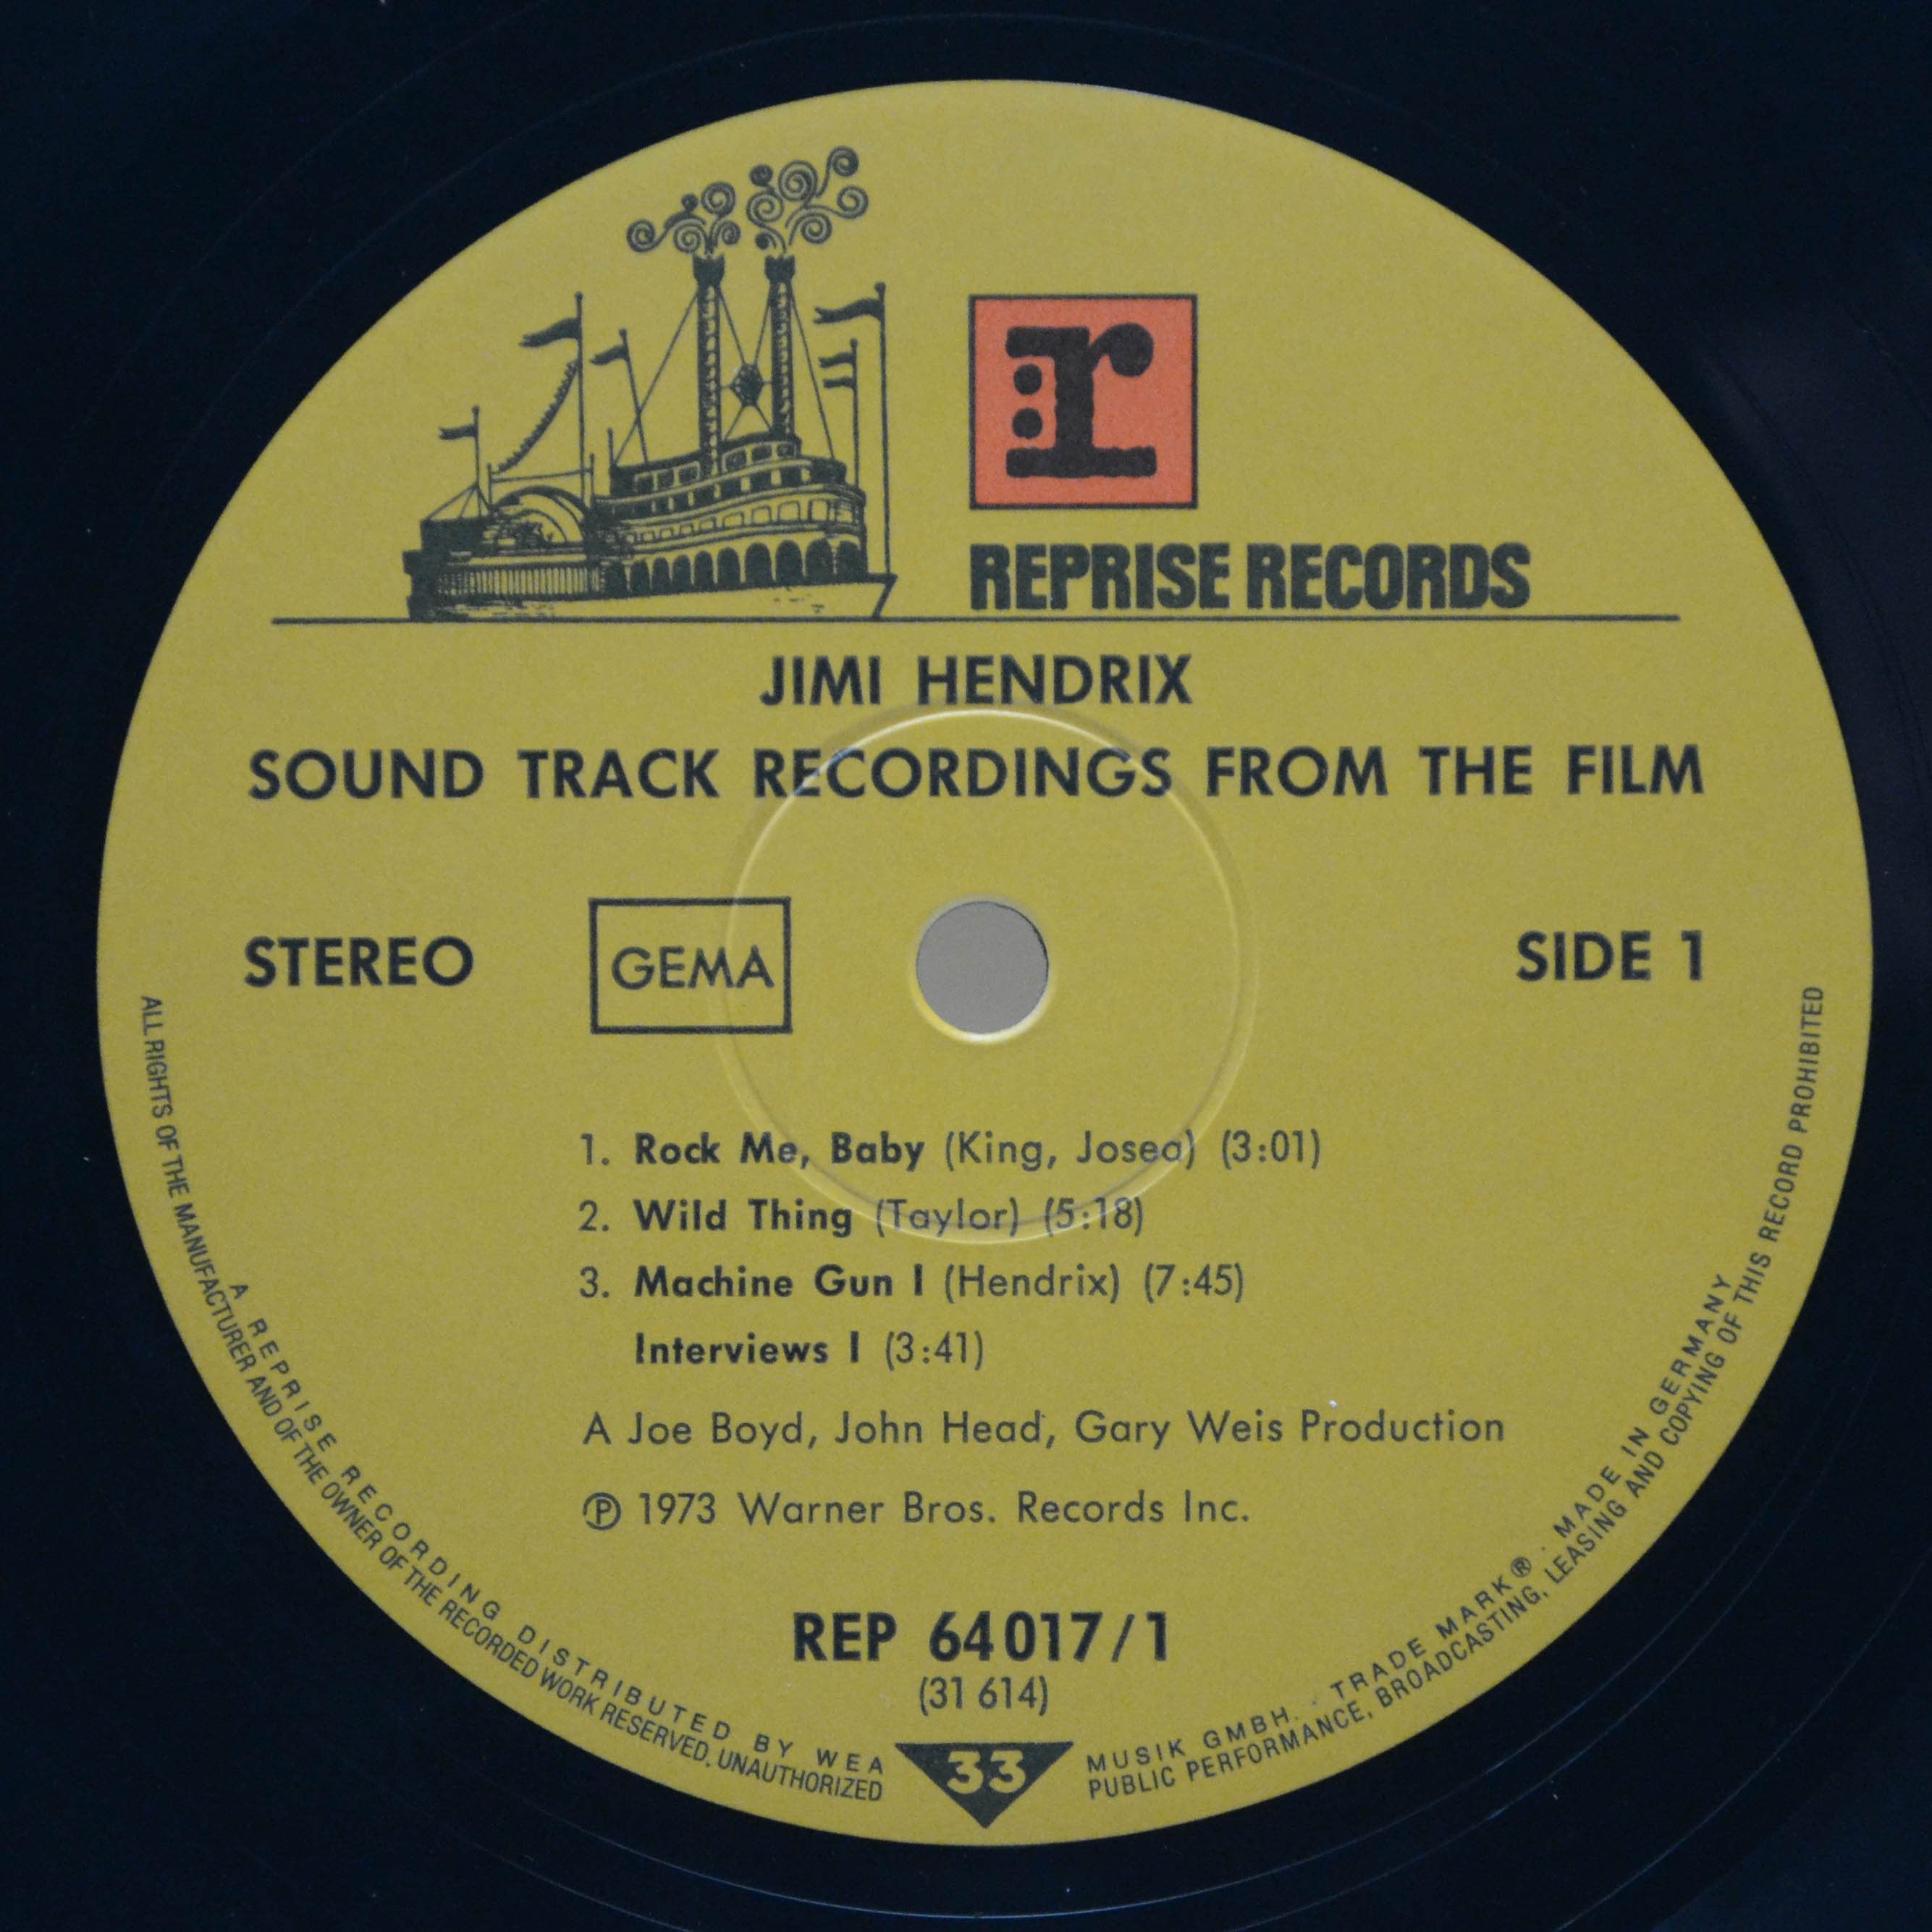 r:
REPRISE RECORDS
JIMI HENDRIX
SOUND TRACK RECORDINGS FROM THE FILM
STEREO
GEMA
SIDE 1
1. Rock Me, Baby (King, Josea) (3:01)
2. Wild Thing (Taylor) (5:18)
3. Machine Gun I (Hendrix) (7:45)
Interviews I (3:41)
A Joe Boyd, John Head, Gary Weis Production
℗ 1973 Warner Bros. Records Inc.
REP 64 017/1
(31 614)
33
A REPRISE RECORDING DISTRIBUTED BY WEA MUSIK GMBH. · TRADE MARK® · MADE IN GERMANY
ALL RIGHTS OF THE MANUFACTURER AND OF THE OWNER OF THE RECORDED WORK RESERVED. UNAUTHORIZED PUBLIC PERFORMANCE, BROADCASTING, LEASING AND COPYING OF THIS RECORD PROHIBITED